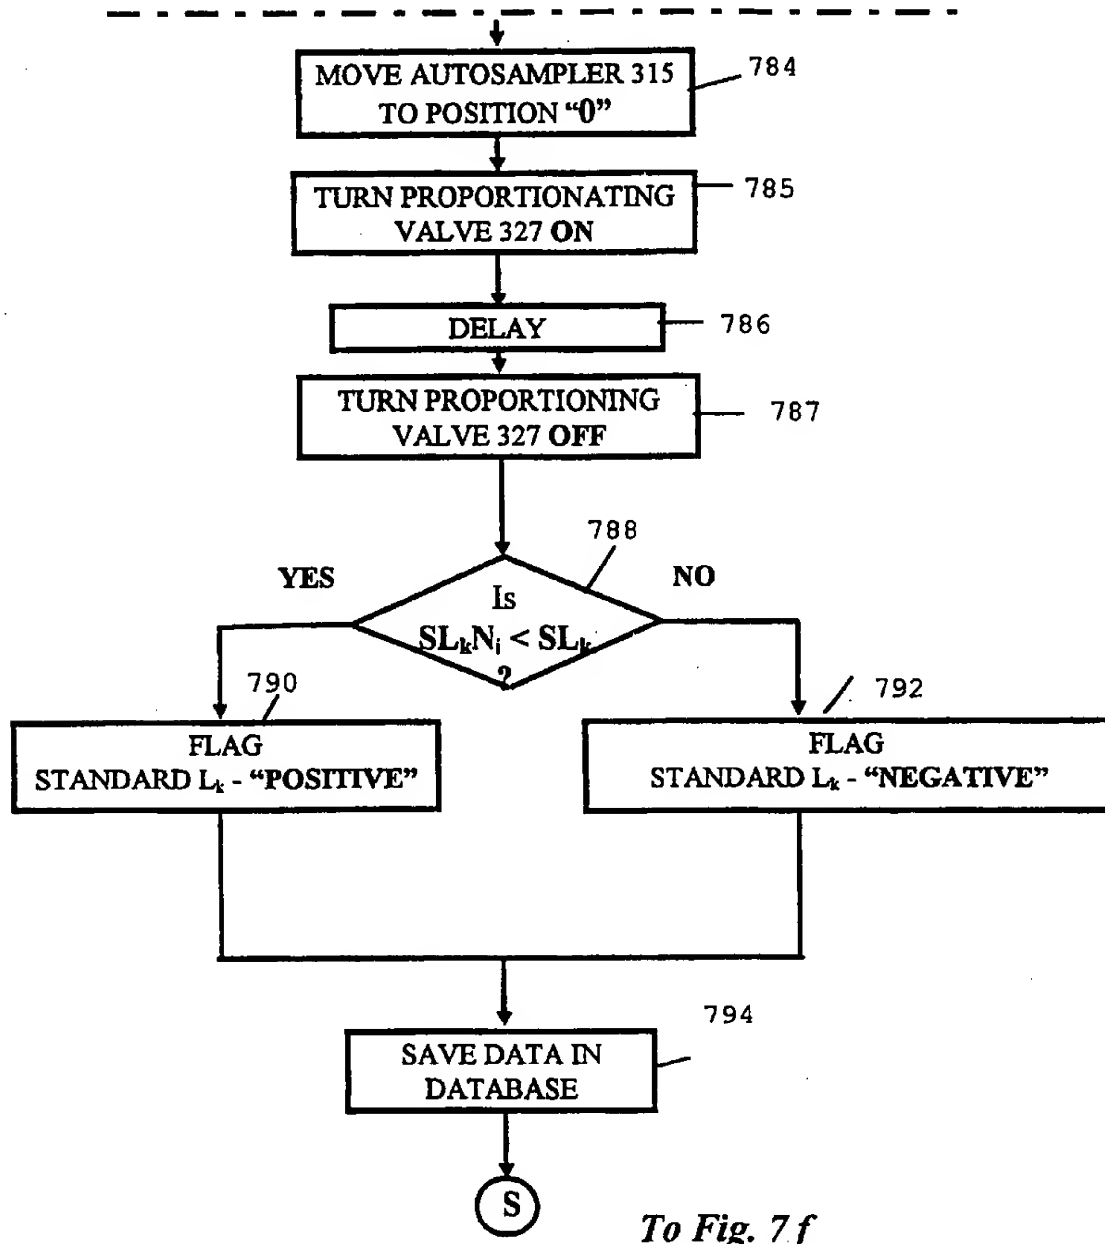 MOVE AUTOSAMPLER 315
TO POSITION “0”
784
TURN PROPORTIONATING
VALVE 327 ON
785
DELAY
786
TURN PROPORTIONING
VALVE 327 OFF
787
788
YES
NO
Is
SLₖNᵢ < SLₖ
?
790
792
FLAG
STANDARD Lₖ - “POSITIVE”
FLAG
STANDARD Lₖ - “NEGATIVE”
794
SAVE DATA IN
DATABASE
S
To Fig. 7 f